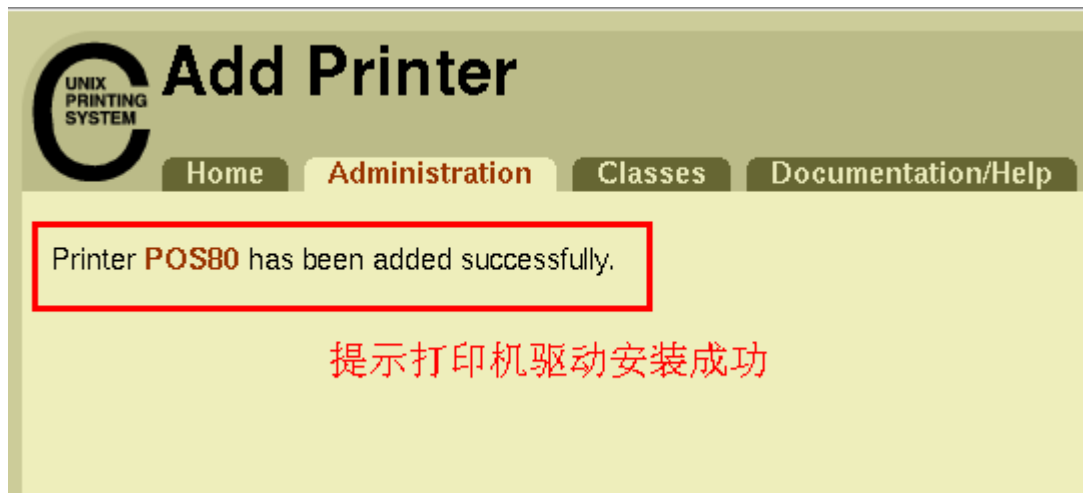 UNIX
PRINTING
SYSTEM
Add Printer
Home Administration Classes Documentation/Help
Printer POS80 has been added successfully.
提示打印机驱动安装成功